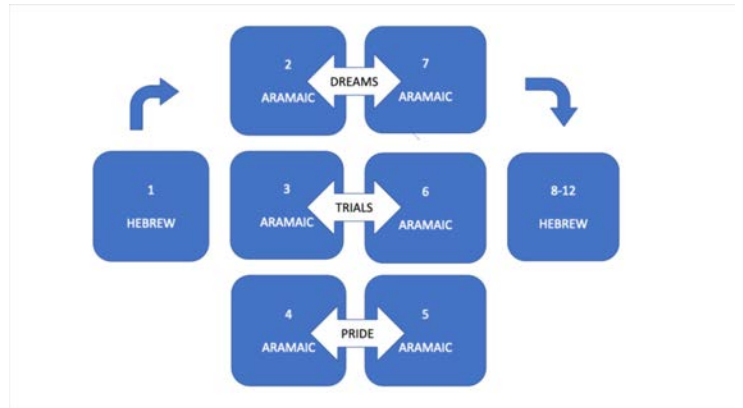 2
ARAMAIC
DREAMS
7
ARAMAIC
1
HEBREW
3
ARAMAIC
TRIALS
6
ARAMAIC
8-12
HEBREW
4
ARAMAIC
PRIDE
5
ARAMAIC